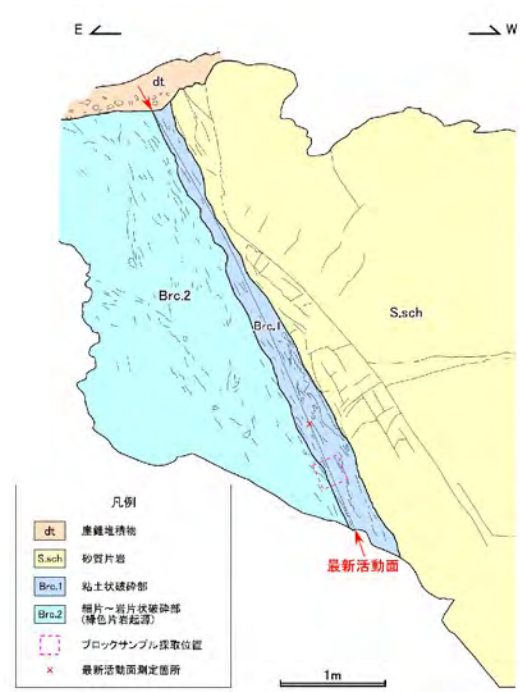 E W
dt
Brc.2
Brc.1
S.sch
最新活動面
凡例
dt 崖錐堆積物
S.sch 砂質片岩
Brc.1 粘土状破砕部
Brc.2 細片～岩片状破砕部
(緑色片岩起源)
ブロックサンプル採取位置
× 最新活動面測定箇所
1m